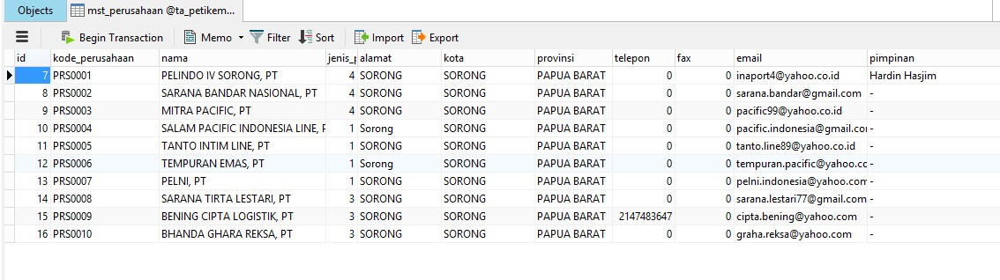 Objects mst_perusahaan @ta_petikem...
Begin Transaction Memo Filter Sort Import Export
id kode_perusahaan nama jenis_p alamat kota provinsi telepon fax email pimpinan
7 PRS0001 PELINDO IV SORONG, PT 4 SORONG SORONG PAPUA BARAT 0 0 inaport4@yahoo.co.id Hardin Hasjim
8 PRS0002 SARANA BANDAR NASIONAL, PT 4 SORONG SORONG PAPUA BARAT 0 0 sarana.bandar@gmail.com -
9 PRS0003 MITRA PACIFIC, PT 4 SORONG SORONG PAPUA BARAT 0 0 pacific99@yahoo.co.id -
10 PRS0004 SALAM PACIFIC INDONESIA LINE, P 1 Sorong SORONG PAPUA BARAT 0 0 pacific.indonesia@gmail.co -
11 PRS0005 TANTO INTIM LINE, PT 1 SORONG SORONG PAPUA BARAT 0 0 tanto.line89@yahoo.co.id -
12 PRS0006 TEMPURAN EMAS, PT 1 Sorong SORONG PAPUA BARAT 0 0 tempuran.pacific@yahoo.cc -
13 PRS0007 PELNI, PT 1 SORONG SORONG PAPUA BARAT 0 0 pelni.indonesia@yahoo.com -
14 PRS0008 SARANA TIRTA LESTARI, PT 3 SORONG SORONG PAPUA BARAT 0 0 sarana.lestari77@gmail.com -
15 PRS0009 BENING CIPTA LOGISTIK, PT 3 SORONG SORONG PAPUA BARAT 2147483647 0 cipta.bening@yahoo.com -
16 PRS0010 BHANDA GHARA REKSA, PT 3 SORONG SORONG PAPUA BARAT 0 0 graha.reksa@yahoo.com -